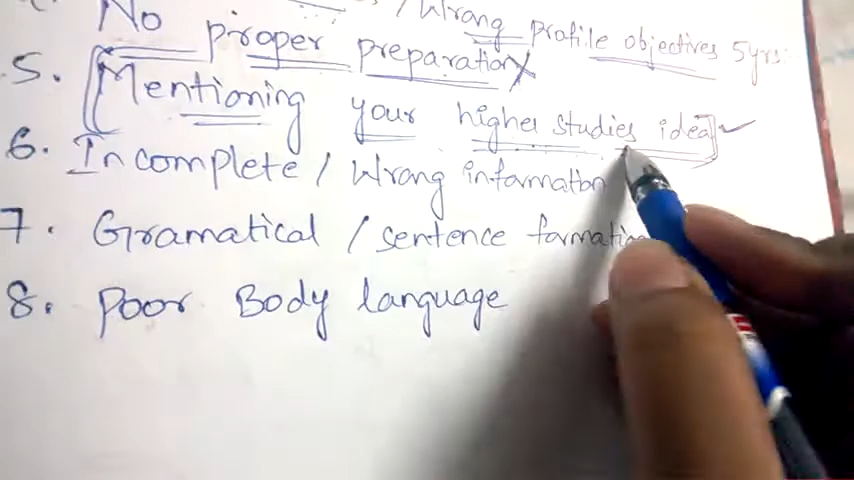 / Wrong profile objectives 5yrs.
No proper preparation
5. Mentioning your higher studies idea
6. Incomplete / Wrong information
7. Gramatical / sentence formation
8. Poor Body language